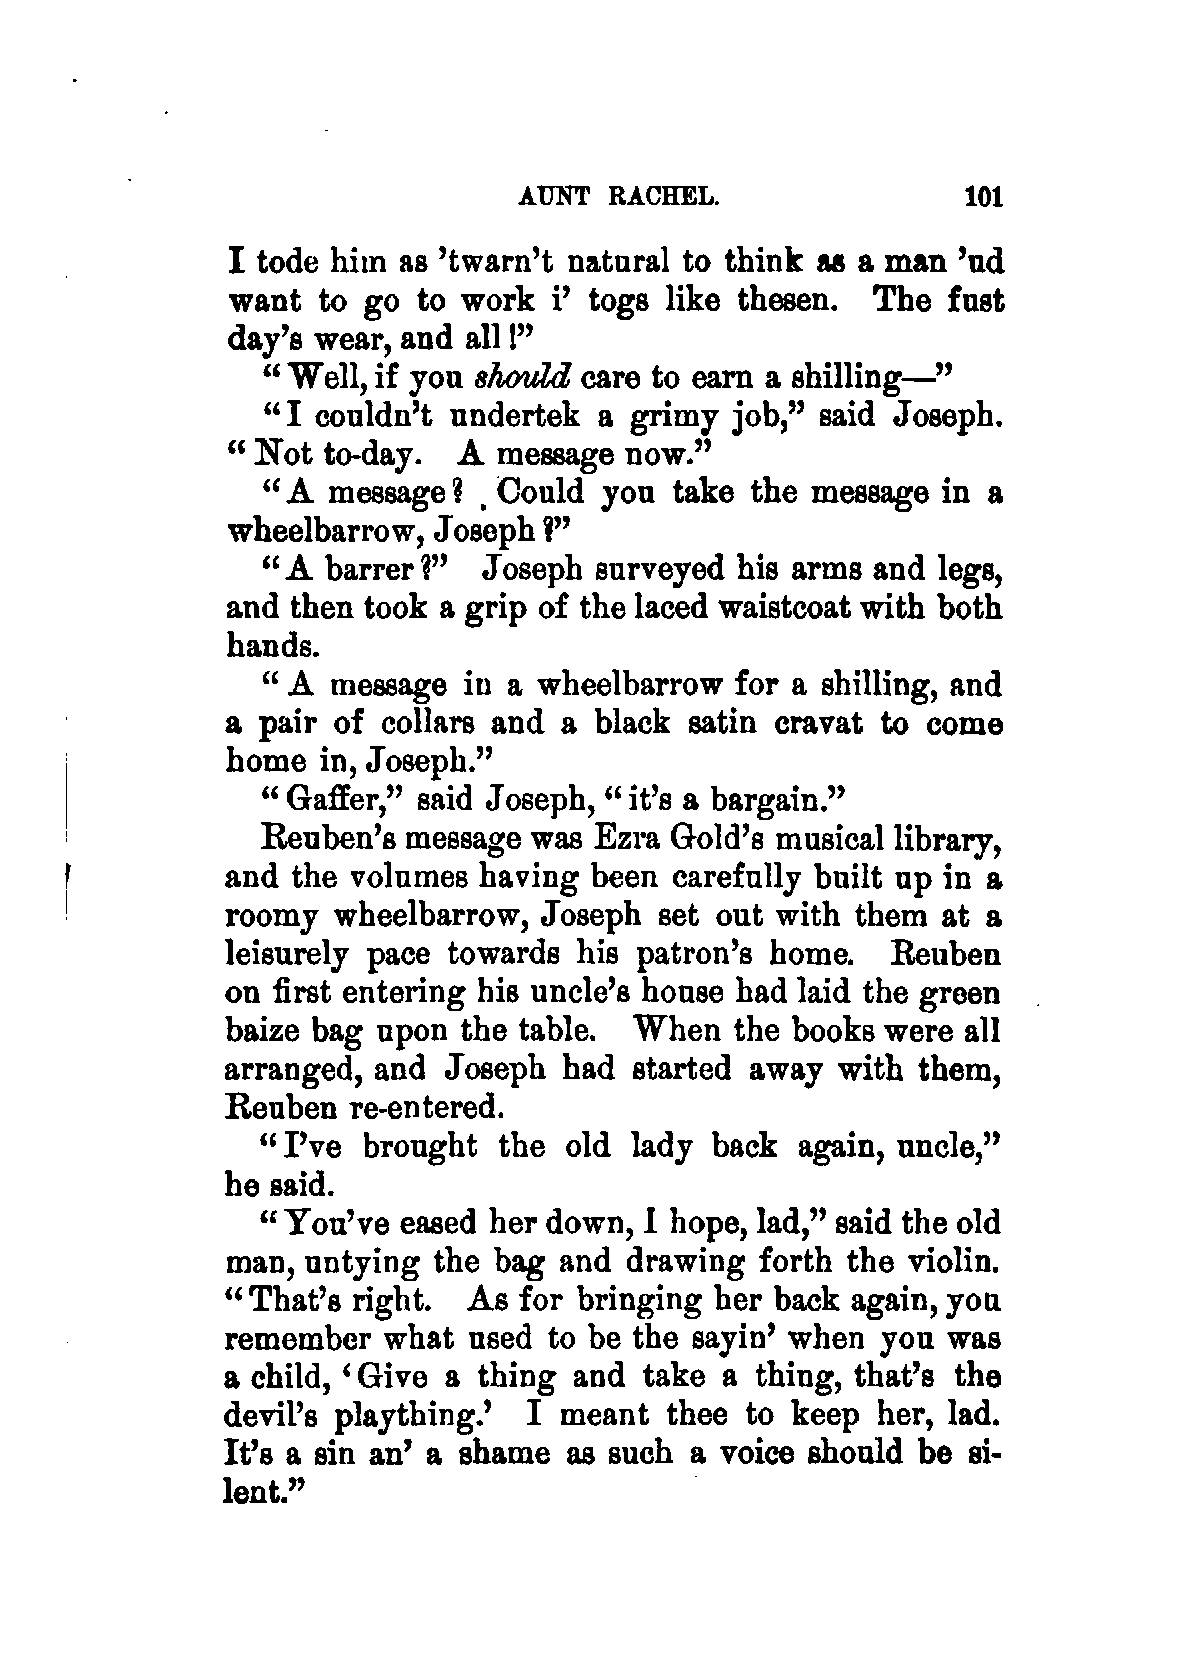 AUNT RACHEL. 101
I tode him as 'twarn't natural to think as a man 'ud
want to go to work i' togs like thesen. The fust
day's wear, and all!"
"Well, if you should care to earn a shilling—"
"I couldn't undertek a grimy job," said Joseph.
"Not to-day. A message now."
"A message? Could you take the message in a
wheelbarrow, Joseph?"
"A barrer?" Joseph surveyed his arms and legs,
and then took a grip of the laced waistcoat with both
hands.
"A message in a wheelbarrow for a shilling, and
a pair of collars and a black satin cravat to come
home in, Joseph."
"Gaffer," said Joseph, "it's a bargain."
Reuben's message was Ezra Gold's musical library,
and the volumes having been carefully built up in a
roomy wheelbarrow, Joseph set out with them at a
leisurely pace towards his patron's home. Reuben
on first entering his uncle's house had laid the green
baize bag upon the table. When the books were all
arranged, and Joseph had started away with them,
Reuben re-entered.
"I've brought the old lady back again, uncle,"
he said.
"You've eased her down, I hope, lad," said the old
man, untying the bag and drawing forth the violin.
"That's right. As for bringing her back again, you
remember what used to be the sayin' when you was
a child, 'Give a thing and take a thing, that's the
devil's plaything.' I meant thee to keep her, lad.
It's a sin an' a shame as such a voice should be si-
lent."